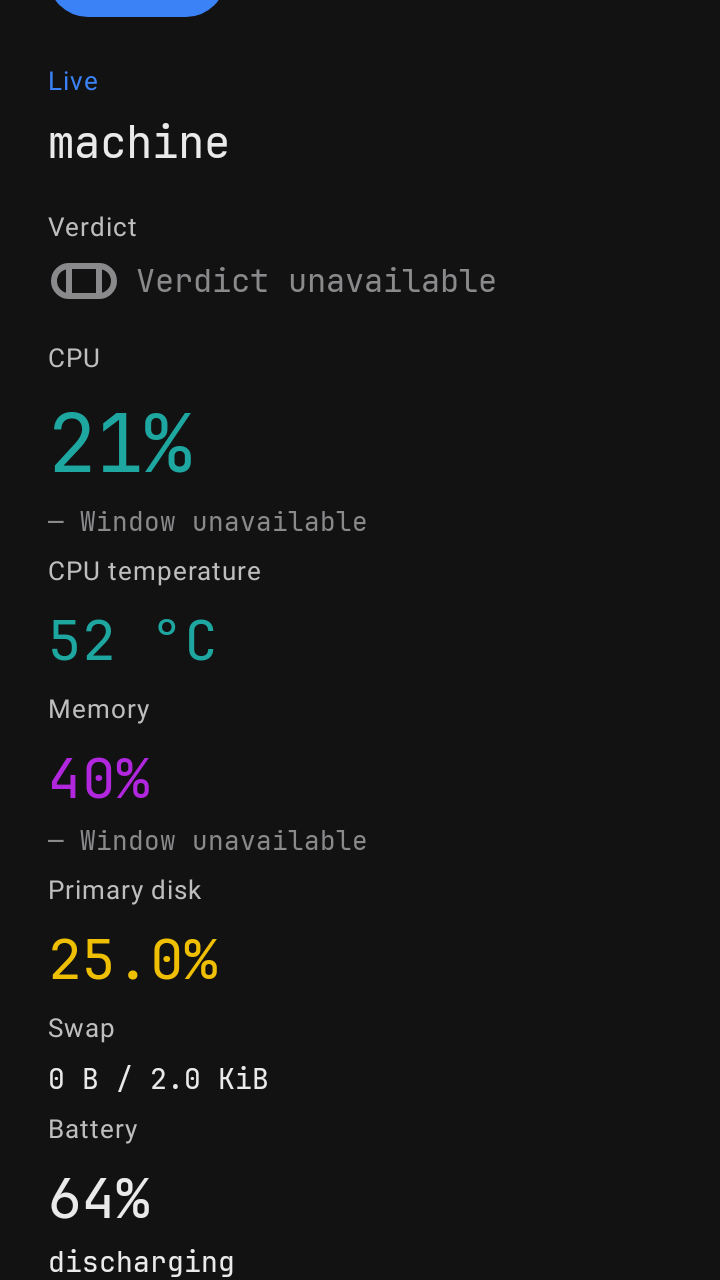 Live
machine
Verdict
Verdict unavailable
CPU
21%
— Window unavailable
CPU temperature
52 °C
Memory
40%
— Window unavailable
Primary disk
25.0%
Swap
0 B / 2.0 KiB
Battery
64%
discharging